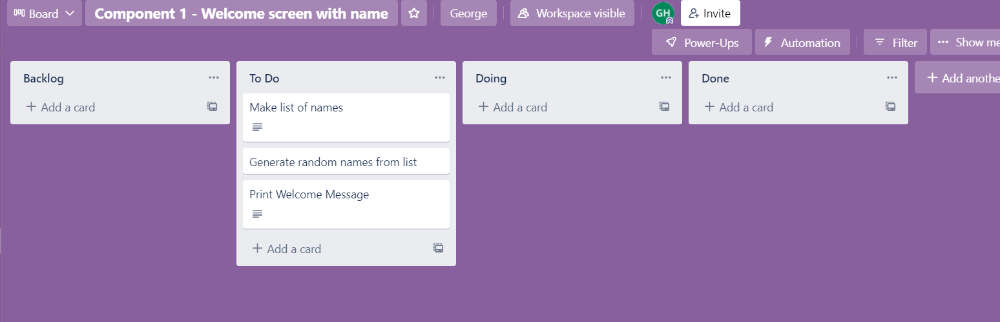 Board
Component 1 - Welcome screen with name
George
Workspace visible
GH
Invite
Power-Ups
Automation
Filter
Show me
Backlog
Add a card
To Do
Make list of names
Generate random names from list
Print Welcome Message
Add a card
Doing
Add a card
Done
Add a card
Add anothe